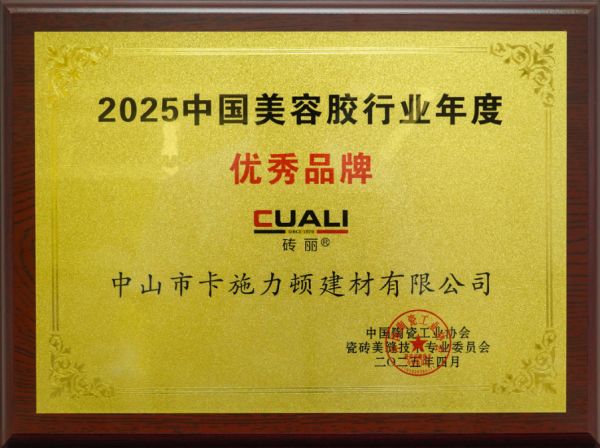 2025中国美容胶行业年度
优秀品牌
CUALI
SINCE 1978
砖丽®
中山市卡施力顿建材有限公司
中国陶瓷工业协会
瓷砖美缝技术专业委员会
二〇二五年四月